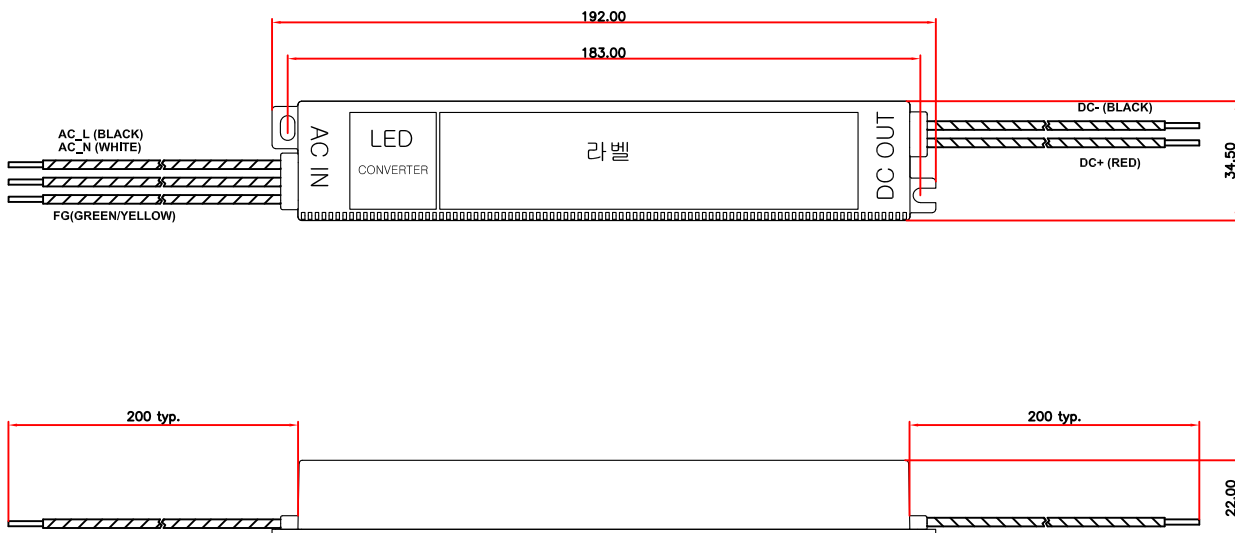 192.00
183.00
AC_L (BLACK)
AC_N (WHITE)
FG(GREEN/YELLOW)
AC IN
LED
CONVERTER
라벨
DC OUT
DC- (BLACK)
DC+ (RED)
34.50
200 typ.
200 typ.
22.00